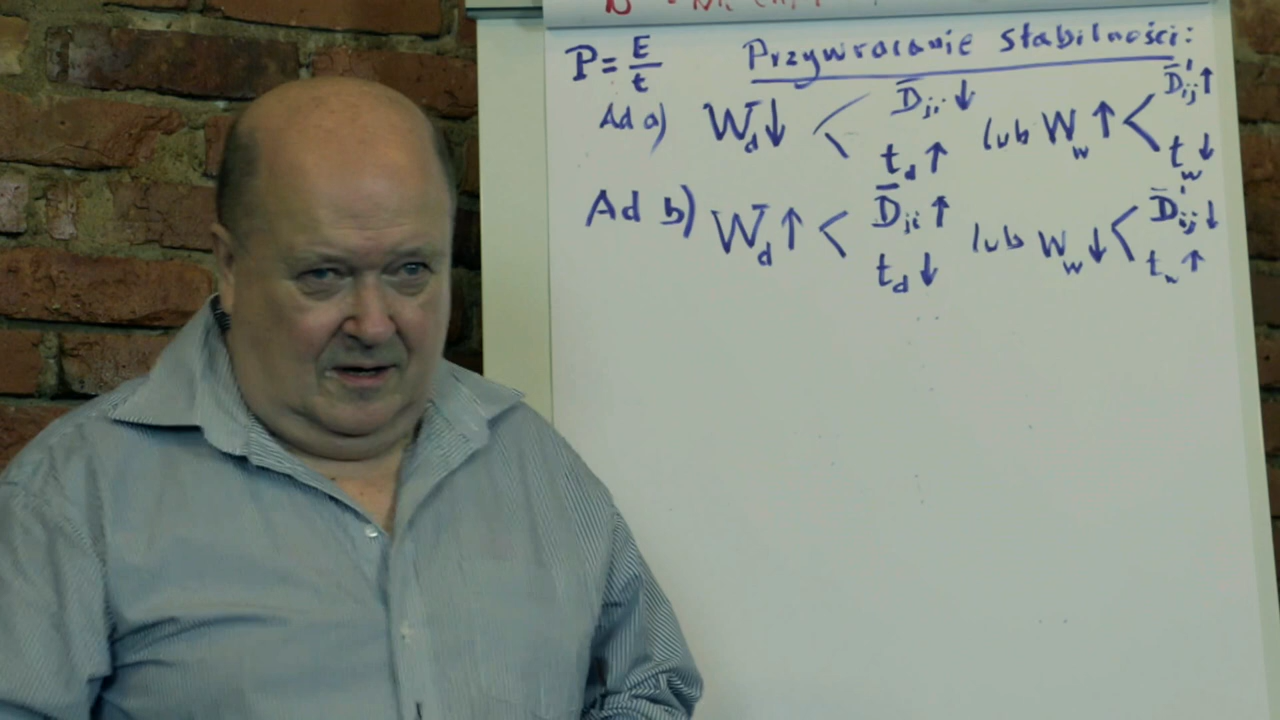 P = E/t Przywracanie stabilności:
Ad a) W̄d↓ < D̄ji↓ td↑ lub Ww↑ < D̄'ij↑ tw↓
Ad b) W̄d↑ < D̄ji↑ td↓ lub Ww↓ < D̄'ij↓ tw↑